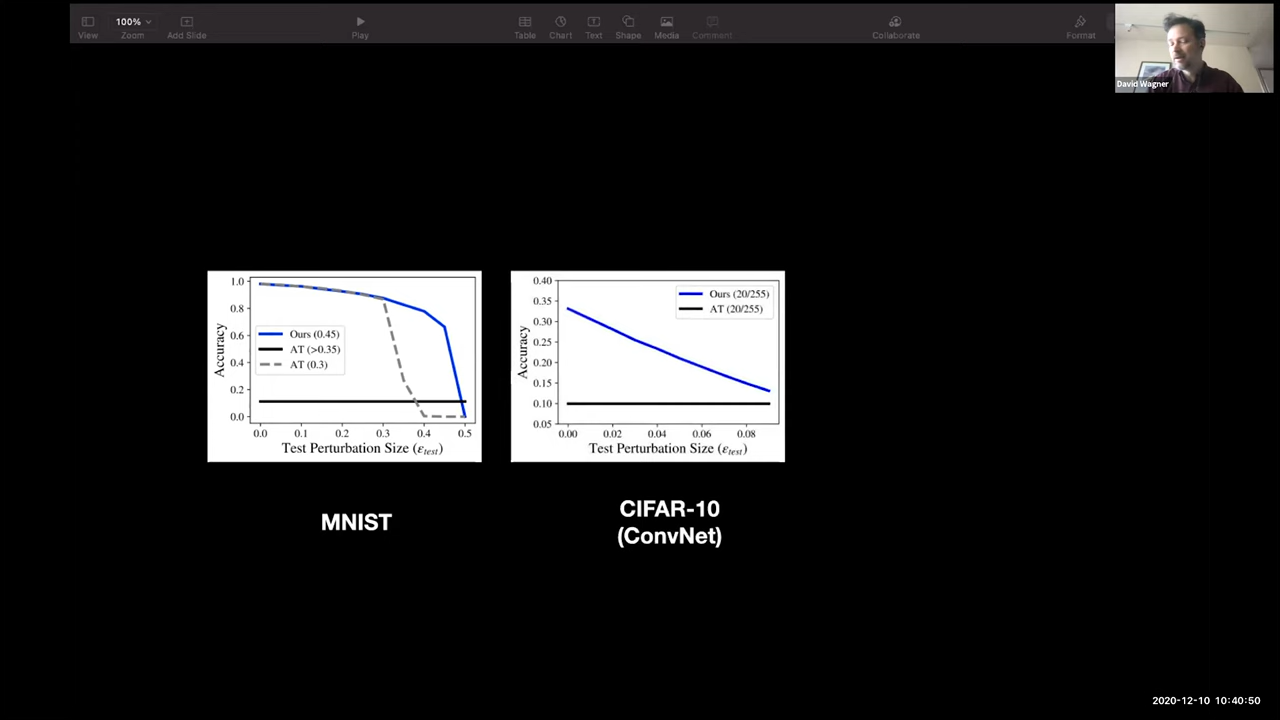 View
100%
Zoom
Add Slide
Play
Table
Chart
Text
Shape
Media
Comment
Collaborate
Format
David Wagner
1.0
0.8
0.6
0.4
0.2
0.0
Accuracy
Ours (0.45)
AT (>0.35)
AT (0.3)
0.0 0.1 0.2 0.3 0.4 0.5
Test Perturbation Size (ε_test)
0.40
0.35
0.30
0.25
0.20
0.15
0.10
0.05
Accuracy
Ours (20/255)
AT (20/255)
0.00 0.02 0.04 0.06 0.08
Test Perturbation Size (ε_test)
MNIST
CIFAR-10
(ConvNet)
2020-12-10 10:40:50